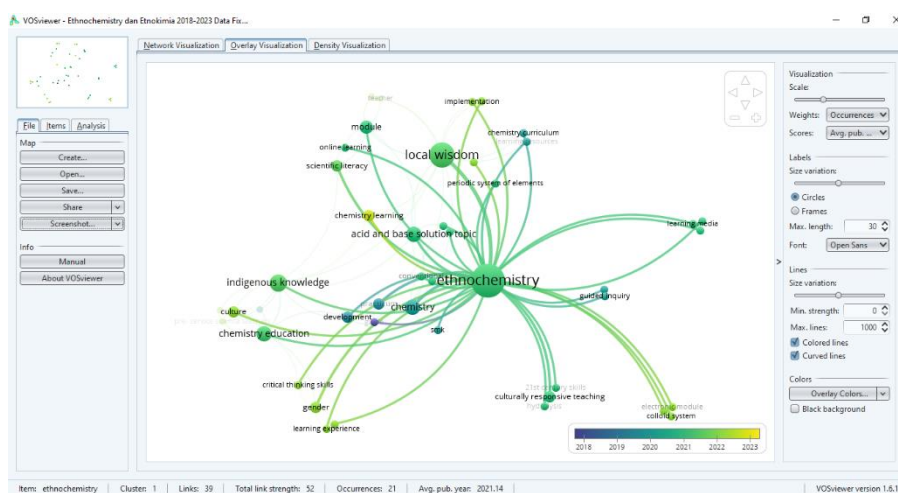 VOSviewer - Ethnochemistry dan Etnokimia 2018-2023 Data Fix...
Network Visualization Overlay Visualization Density Visualization
File Items Analysis
Map
Create...
Open...
Save...
Share
Screenshot...
Info
Manual
About VOSviewer
teacher
implementation
module
chemistry curriculum
online learning
local wisdom
scientific literacy
periodic system of elements
chemistry learning
learning media
acid and base solution topic
ethnochemistry
indigenous knowledge
guided inquiry
culture
chemistry
development
smk
chemistry education
critical thinking skills
21st century skills
culturally responsive teaching
gender
electronic module
colloid system
learning experience
2018 2019 2020 2021 2022 2023
Visualization
Scale:
Weights: Occurrences
Scores: Avg. pub. ...
Labels
Size variation:
Circles
Frames
Max. length: 30
Font: Open Sans
Lines
Size variation:
Min. strength: 0
Max. lines: 1000
Colored lines
Curved lines
Colors
Overlay Colors...
Black background
Item: ethnochemistry Cluster: 1 Links: 39 Total link strength: 52 Occurrences: 21 Avg. pub. year: 2021.14
VOSviewer version 1.6.1